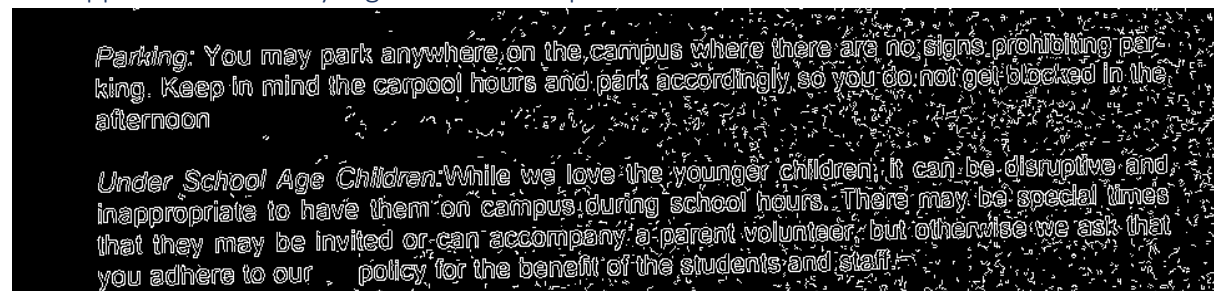 Parking: You may park anywhere on the campus where there are no signs prohibiting par-
king. Keep in mind the carpool hours and park accordingly so you do not get blocked in the
afternoon
Under School Age Children: While we love the younger children, it can be disruptive and
inappropriate to have them on campus during school hours. There may be special times
that they may be invited or can accompany a parent volunteer, but otherwise we ask that
you adhere to our policy for the benefit of the students and staff.